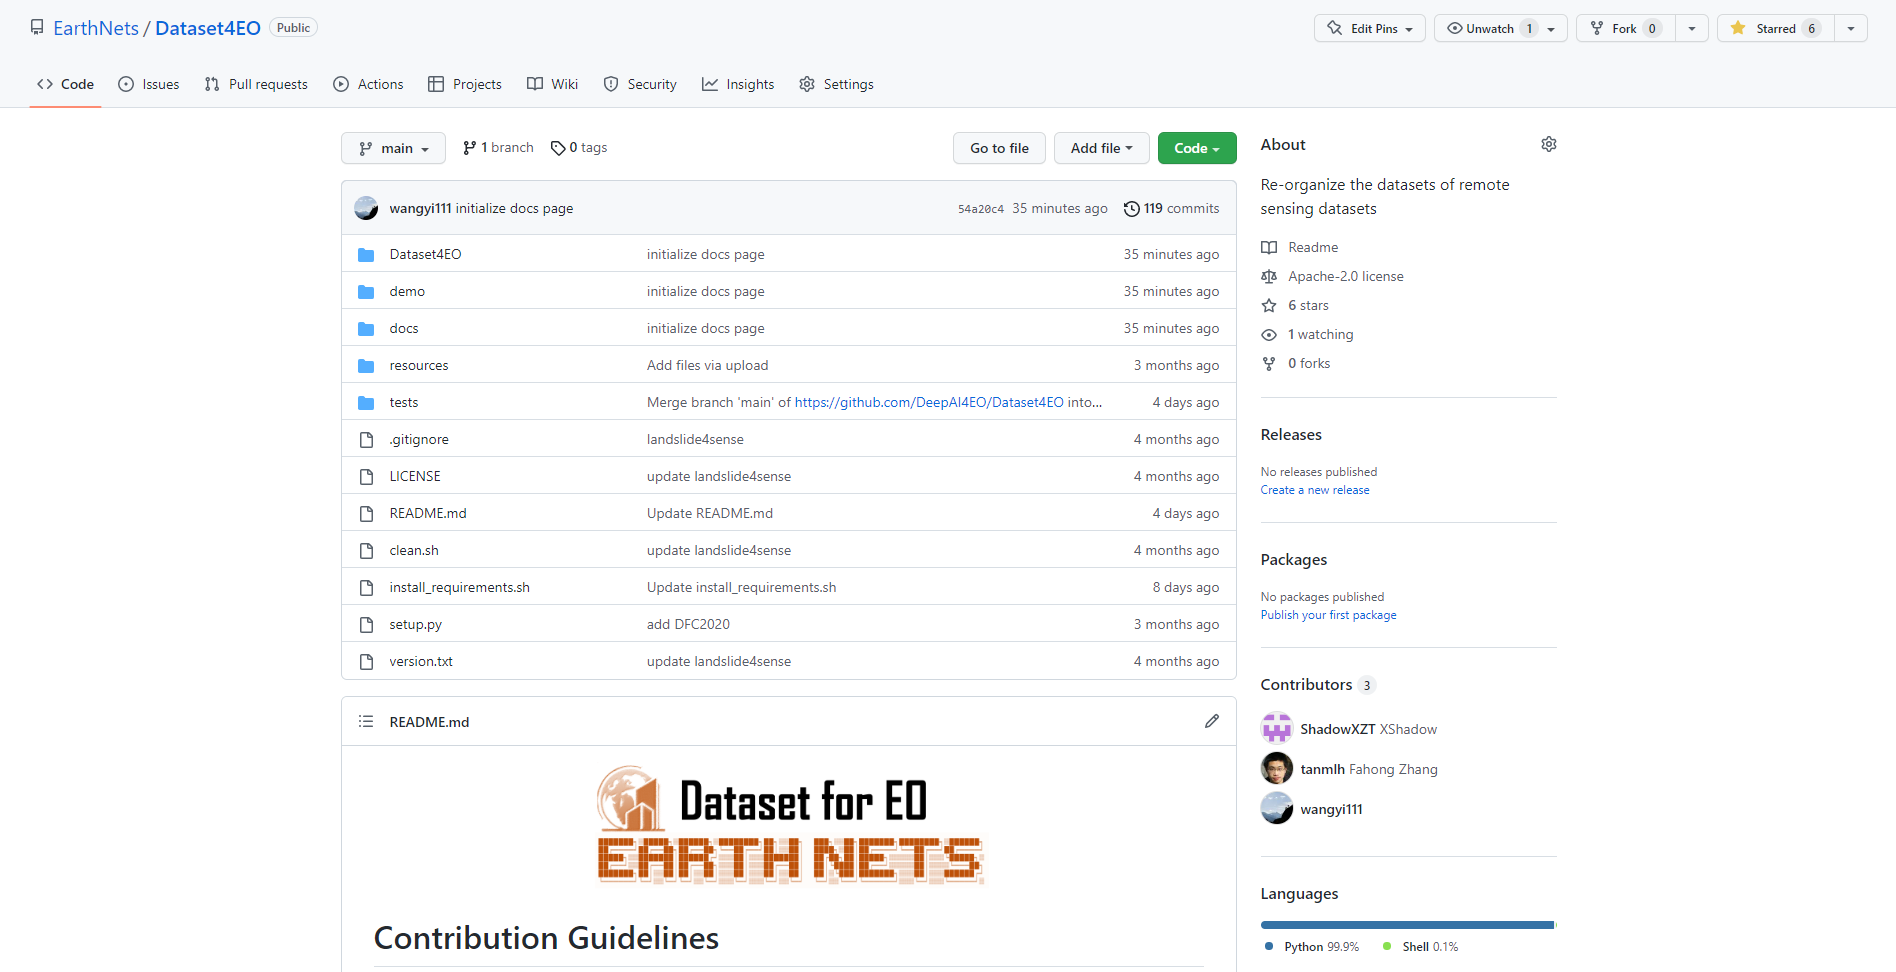 EarthNets / Dataset4EO Public
Edit Pins Unwatch 1 Fork 0 Starred 6
Code Issues Pull requests Actions Projects Wiki Security Insights Settings
main 1 branch 0 tags Go to file Add file Code
wangyi111 initialize docs page 54a20c4 35 minutes ago 119 commits
Dataset4EO initialize docs page 35 minutes ago
demo initialize docs page 35 minutes ago
docs initialize docs page 35 minutes ago
resources Add files via upload 3 months ago
tests Merge branch 'main' of https://github.com/DeepAI4EO/Dataset4EO into... 4 days ago
.gitignore landslide4sense 4 months ago
LICENSE update landslide4sense 4 months ago
README.md Update README.md 4 days ago
clean.sh update landslide4sense 4 months ago
install_requirements.sh Update install_requirements.sh 8 days ago
setup.py add DFC2020 3 months ago
version.txt update landslide4sense 4 months ago
README.md
Dataset for EO
EARTH NETS
Contribution Guidelines
About
Re-organize the datasets of remote
sensing datasets
Readme
Apache-2.0 license
6 stars
1 watching
0 forks
Releases
No releases published
Create a new release
Packages
No packages published
Publish your first package
Contributors 3
ShadowXZT XShadow
tanmlh Fahong Zhang
wangyi111
Languages
Python 99.9% Shell 0.1%